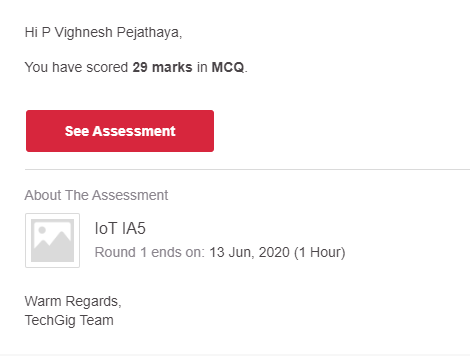 Hi P Vighnesh Pejathaya,
You have scored 29 marks in MCQ.
See Assessment
About The Assessment
IoT IA5
Round 1 ends on: 13 Jun, 2020 (1 Hour)
Warm Regards,
TechGig Team